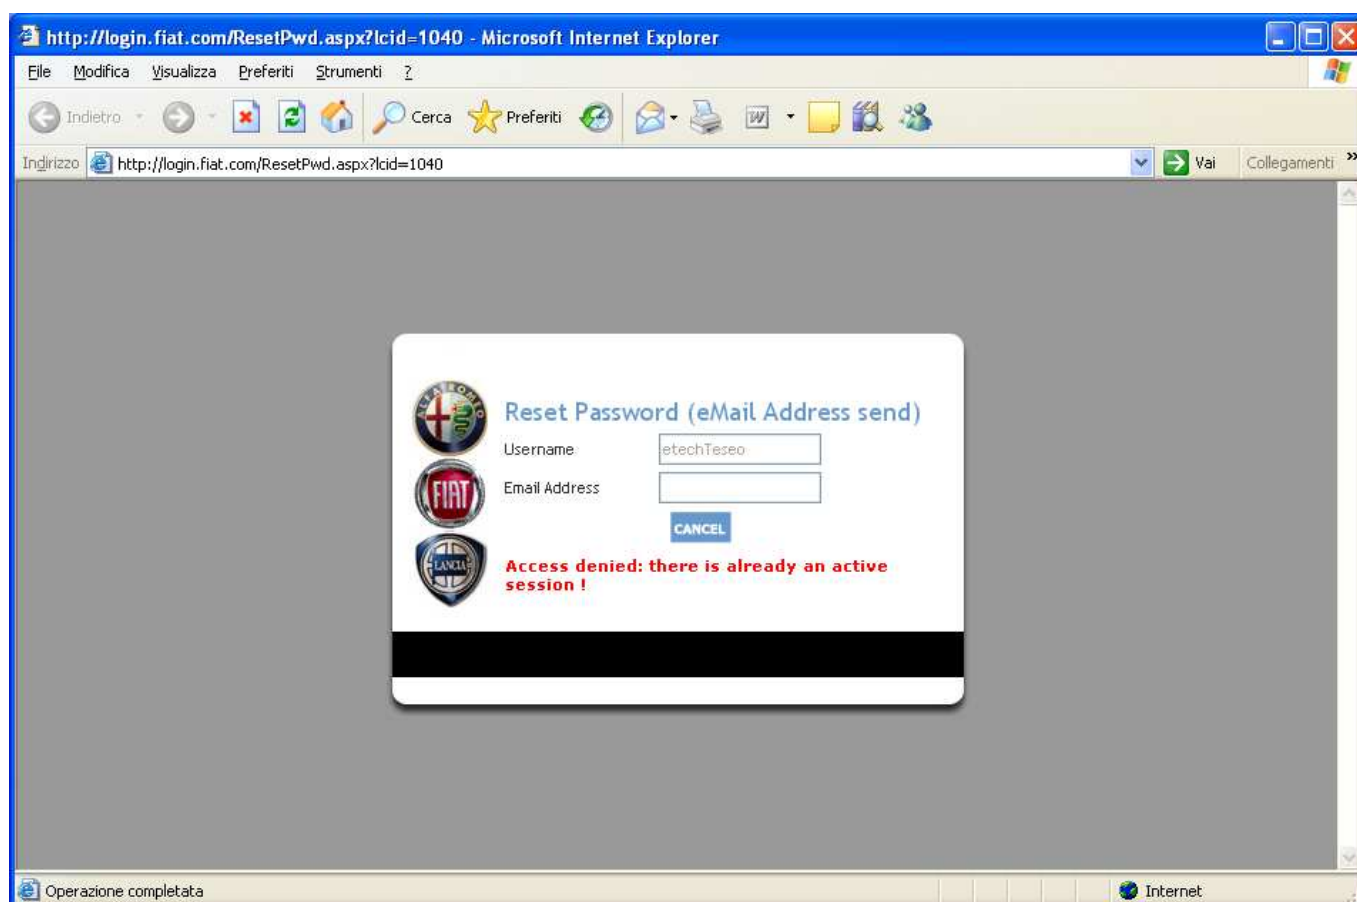 http://login.fiat.com/ResetPwd.aspx?lcid=1040 - Microsoft Internet Explorer
File Modifica Visualizza Preferiti Strumenti ?
Indietro Cerca Preferiti W
Indirizzo http://login.fiat.com/ResetPwd.aspx?lcid=1040 Vai Collegamenti »
ALFA ROMEO
Reset Password (eMail Address send)
Username etechTeseo
FIAT
Email Address
CANCEL
LANCIA
Access denied: there is already an active
session !
Operazione completata Internet